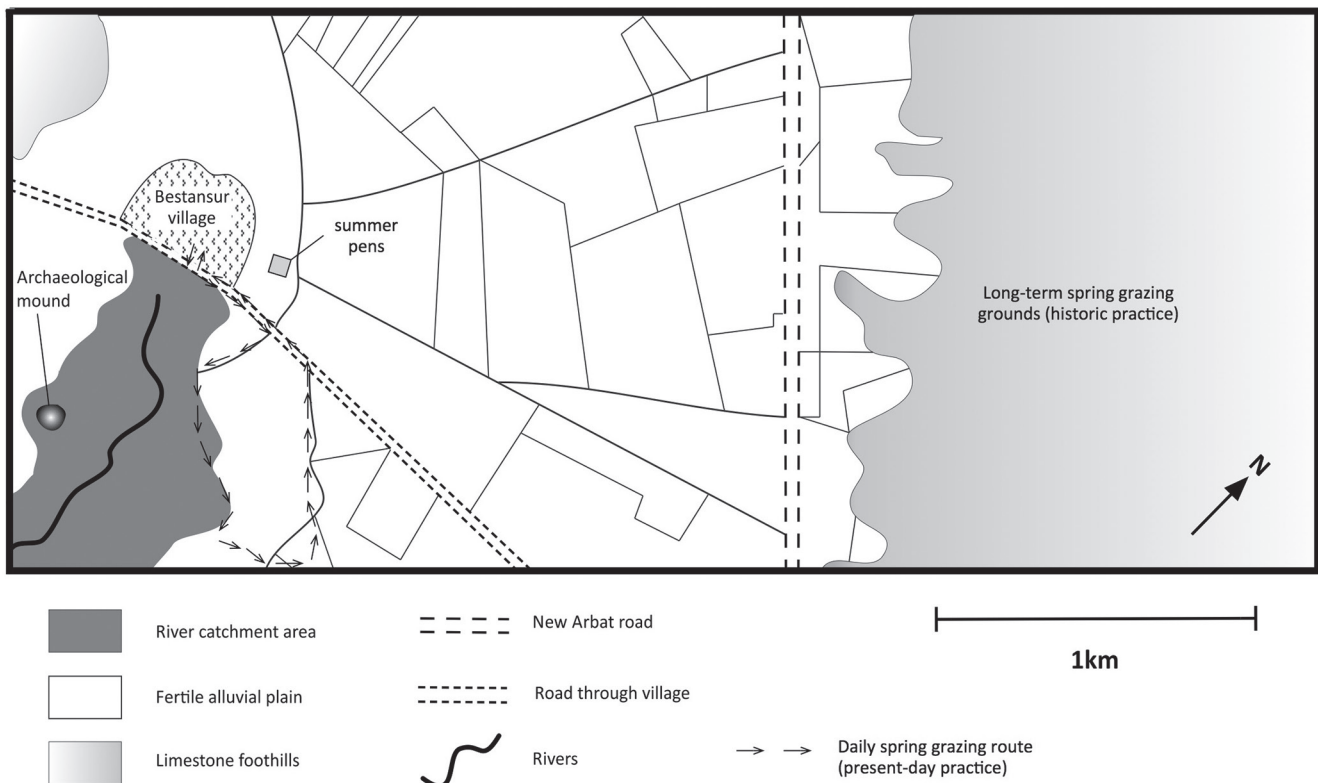 Bestansur
village
summer
pens
Archaeological
mound
Long-term spring grazing
grounds (historic practice)
N
River catchment area
New Arbat road
1km
Fertile alluvial plain
Road through village
Limestone foothills
Rivers
Daily spring grazing route
(present-day practice)